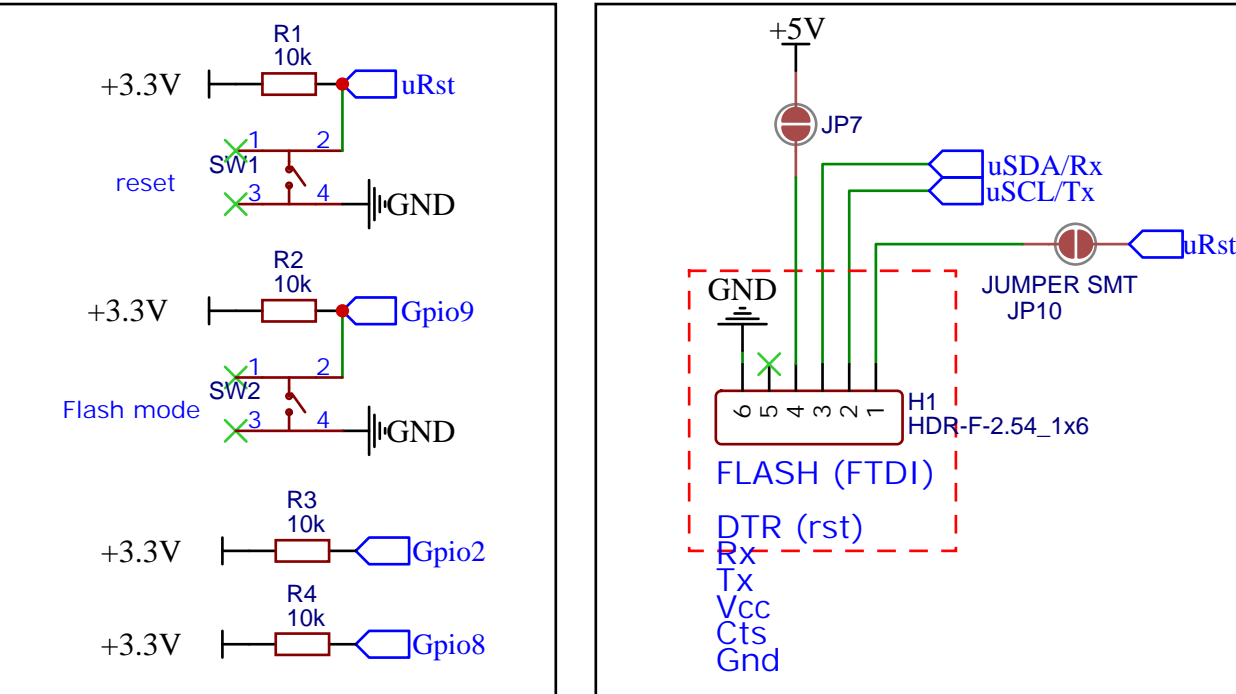 R1
10k
+3.3V
uRst
1
2
SW1
reset
3
4
GND
R2
10k
+3.3V
Gpio9
1
2
SW2
Flash mode
3
4
GND
R3
10k
+3.3V
Gpio2
R4
10k
+3.3V
Gpio8
+5V
JP7
uSDA/Rx
uSCL/Tx
uRst
JUMPER SMT
JP10
GND
6 5 4 3 2 1
H1
HDR-F-2.54_1x6
FLASH (FTDI)
DTR (rst)
Rx
Tx
Vcc
Cts
Gnd